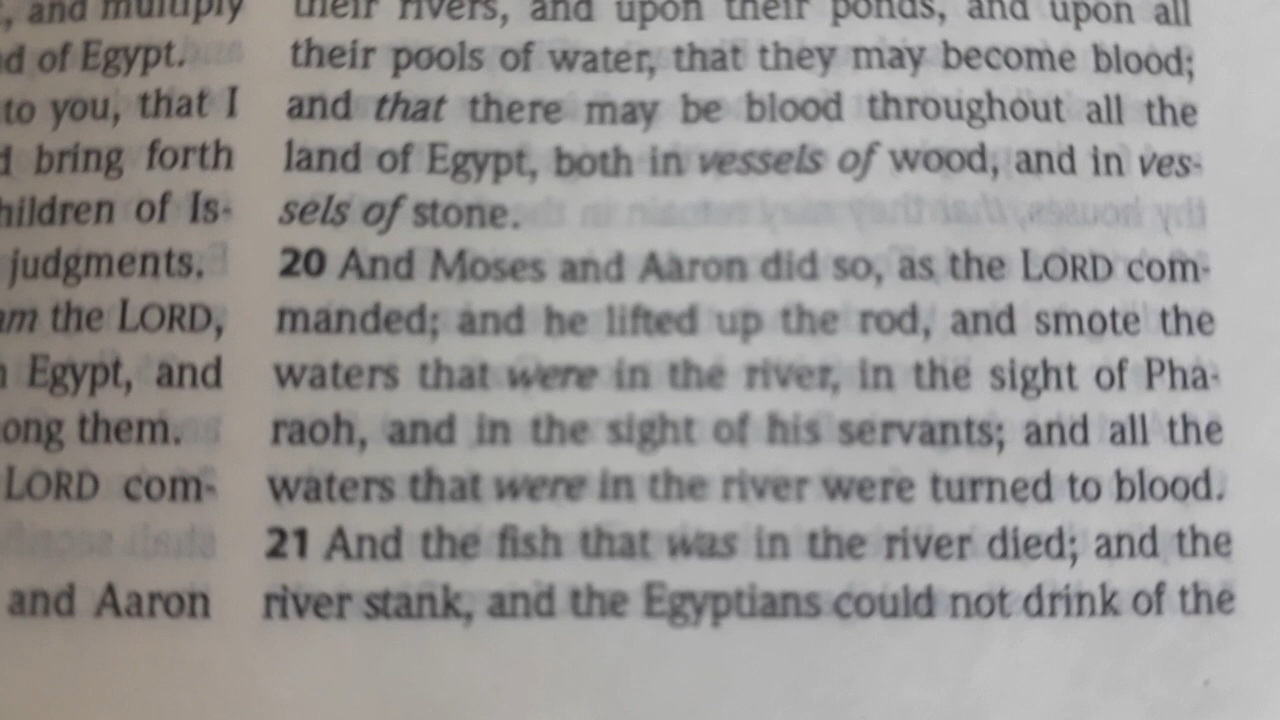 , and multiply
d of Egypt.
to you, that I
d bring forth
hildren of Is-
judgments.
am the LORD,
n Egypt, and
ong them.
LORD com-
and Aaron
their rivers, and upon their ponds, and upon all
their pools of water, that they may become blood;
and that there may be blood throughout all the
land of Egypt, both in vessels of wood, and in ves-
sels of stone.
20 And Moses and Aaron did so, as the LORD com-
manded; and he lifted up the rod, and smote the
waters that were in the river, in the sight of Pha-
raoh, and in the sight of his servants; and all the
waters that were in the river were turned to blood.
21 And the fish that was in the river died; and the
river stank, and the Egyptians could not drink of the